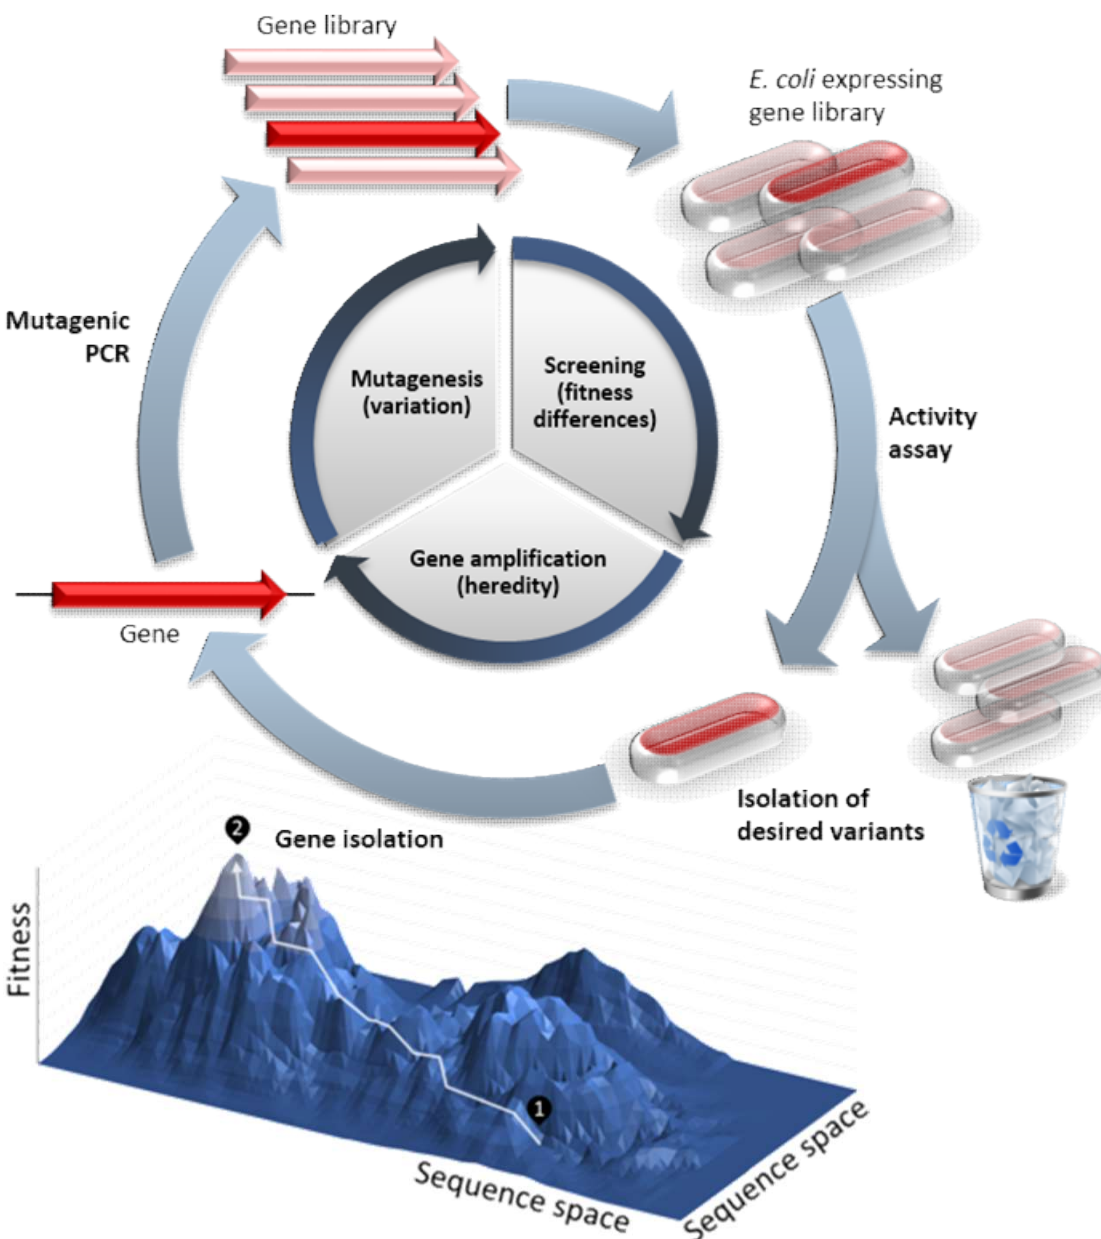 Gene library
E. coli expressing
gene library
Mutagenic
PCR
Mutagenesis
(variation)
Screening
(fitness
differences)
Activity
assay
Gene amplification
(heredity)
Gene
Isolation of
desired variants
2
Gene isolation
Fitness
1
Sequence space
Sequence space